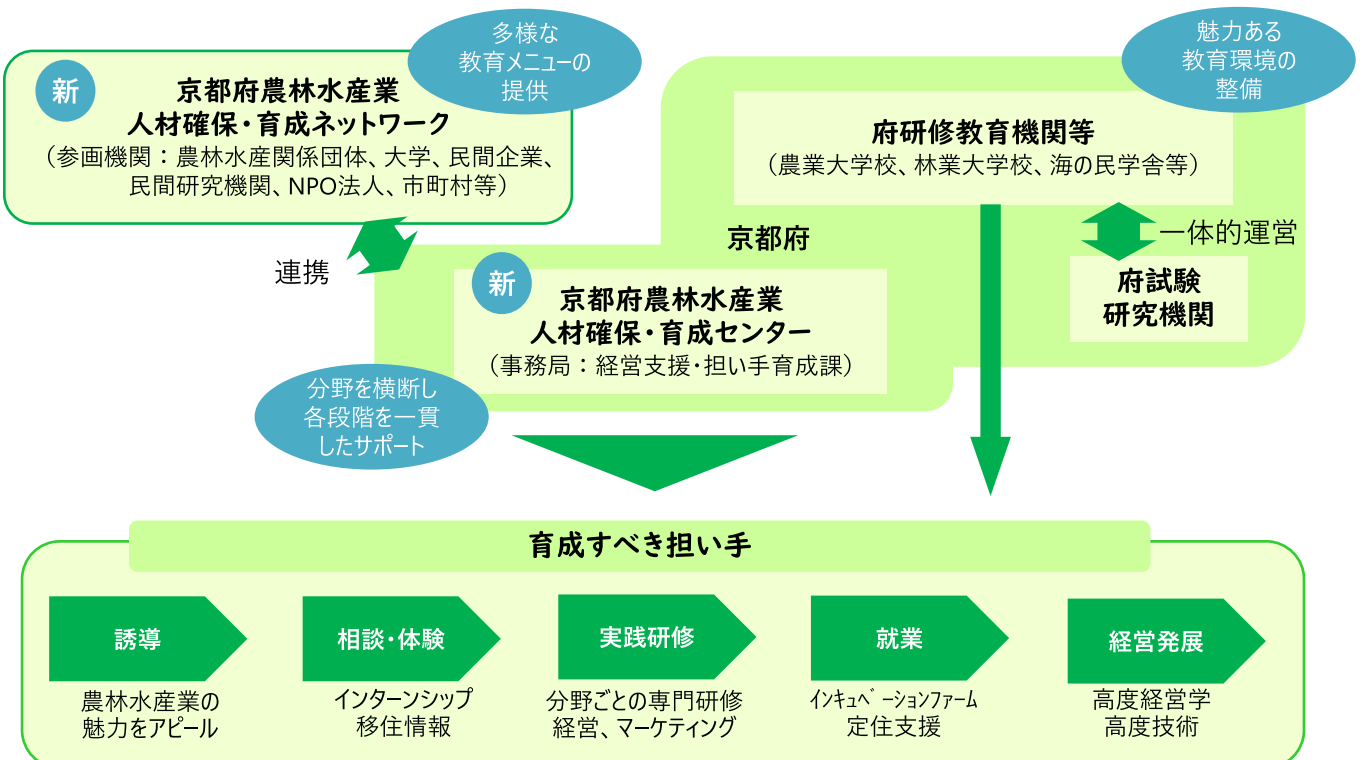 多様な
教育メニューの
提供
魅力ある
教育環境の
整備
新
京都府農林水産業
人材確保・育成ネットワーク
（参画機関：農林水産関係団体、大学、民間企業、
民間研究機関、NPO法人、市町村等）
府研修教育機関等
（農業大学校、林業大学校、海の民学舎等）
京都府
一体的運営
連携
府試験
研究機関
新
京都府農林水産業
人材確保・育成センター
（事務局：経営支援・担い手育成課）
分野を横断し
各段階を一貫
したサポート
育成すべき担い手
誘導
農林水産業の
魅力をアピール
相談・体験
インターンシップ
移住情報
実践研修
分野ごとの専門研修
経営、マーケティング
就業
ｲﾝｷｭﾍﾞｰｼｮﾝﾌｧｰﾑ
定住支援
経営発展
高度経営学
高度技術